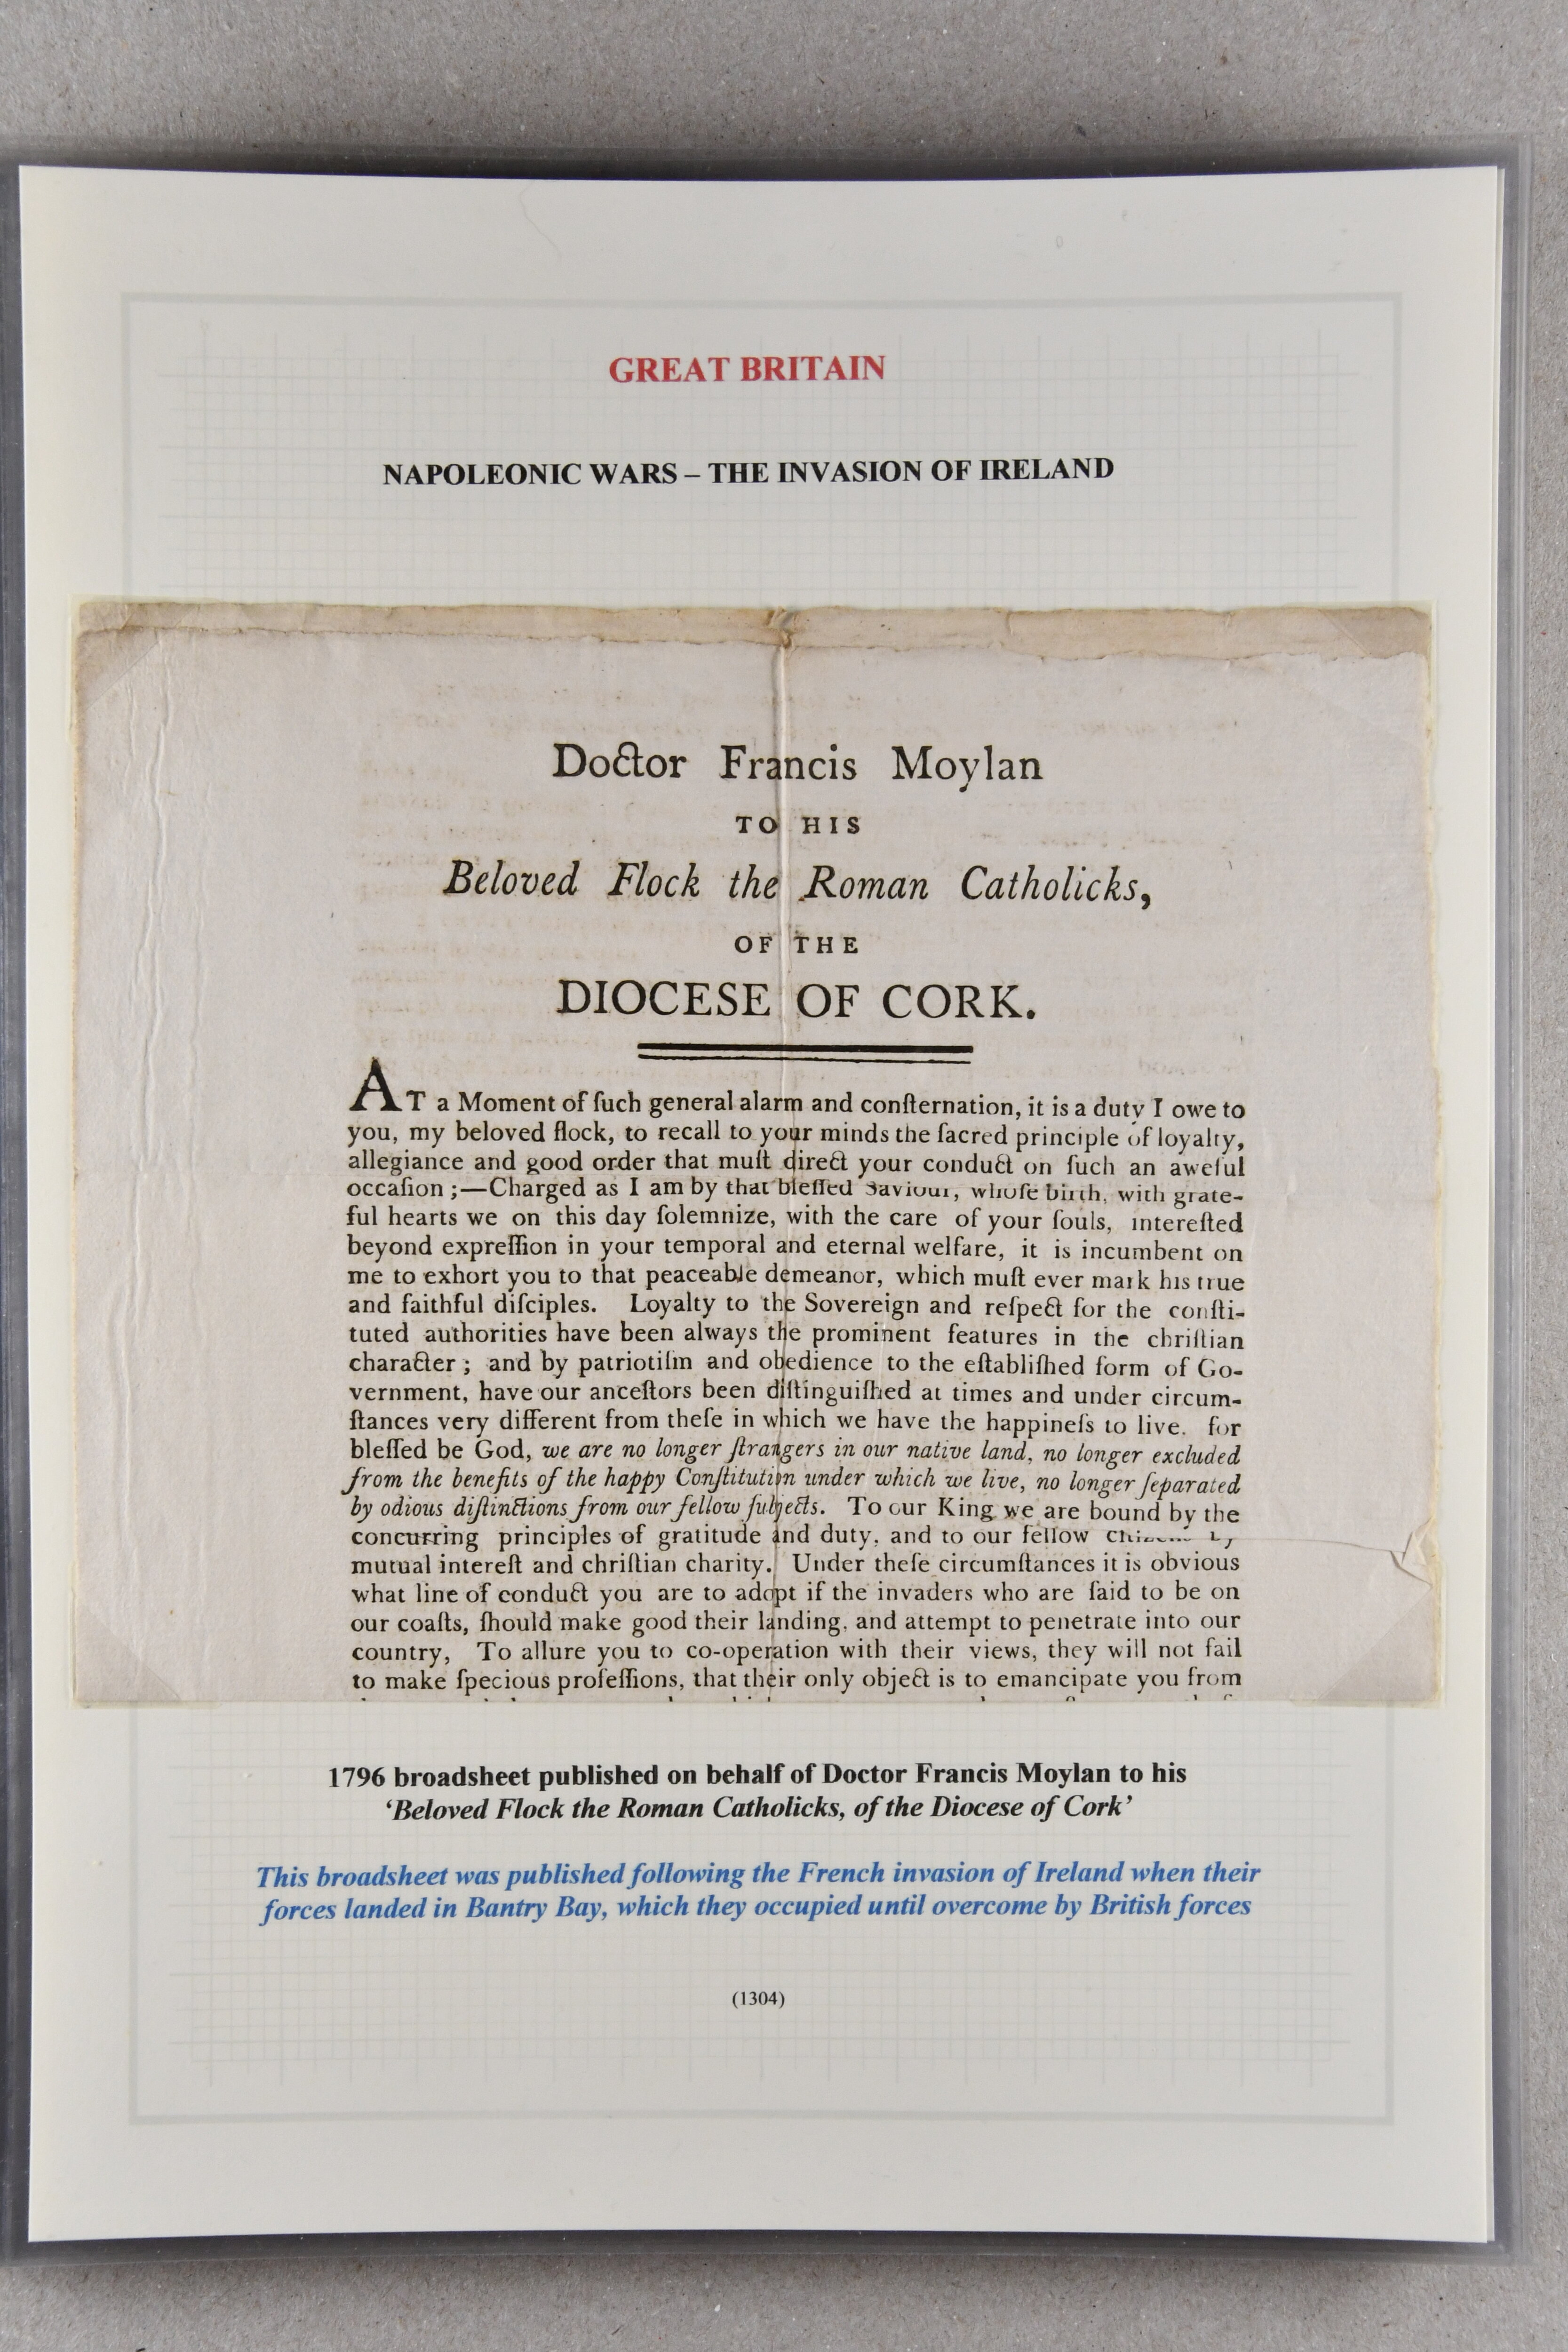 GREAT BRITAIN
NAPOLEONIC WARS – THE INVASION OF IRELAND
Doctor Francis Moylan
TO HIS
Beloved Flock the Roman Catholicks,
OF THE
DIOCESE OF CORK.
AT a Moment of ſuch general alarm and conſternation, it is a duty I owe to
you, my beloved flock, to recall to your minds the ſacred principle of loyalty,
allegiance and good order that muſt direct your conduct on ſuch an aweful
occaſion ;—Charged as I am by that bleſſed Saviour, whoſe birth, with grate-
ful hearts we on this day ſolemnize, with the care of your ſouls, intereſted
beyond expreſſion in your temporal and eternal welfare, it is incumbent on
me to exhort you to that peaceable demeanor, which muſt ever mark his true
and faithful diſciples. Loyalty to the Sovereign and reſpect for the conſti-
tuted authorities have been always the prominent features in the chriſtian
character ; and by patriotiſm and obedience to the eſtabliſhed form of Go-
vernment, have our anceſtors been diſtinguiſhed at times and under circum-
ſtances very different from theſe in which we have the happineſs to live. for
bleſſed be God, we are no longer ſtrangers in our native land, no longer excluded
from the benefits of the happy Conſtitution under which we live, no longer ſeparated
by odious diſtinctions from our fellow ſubjects. To our King we are bound by the
concurring principles of gratitude and duty, and to our fellow
mutual intereſt and chriſtian charity. Under theſe circumſtances it is obvious
what line of conduct you are to adopt if the invaders who are ſaid to be on
our coaſts, ſhould make good their landing, and attempt to penetrate into our
country, To allure you to co-operation with their views, they will not fail
to make ſpecious profeſſions, that their only object is to emancipate you from
1796 broadsheet published on behalf of Doctor Francis Moylan to his
‘Beloved Flock the Roman Catholicks, of the Diocese of Cork’
This broadsheet was published following the French invasion of Ireland when their
forces landed in Bantry Bay, which they occupied until overcome by British forces
(1304)